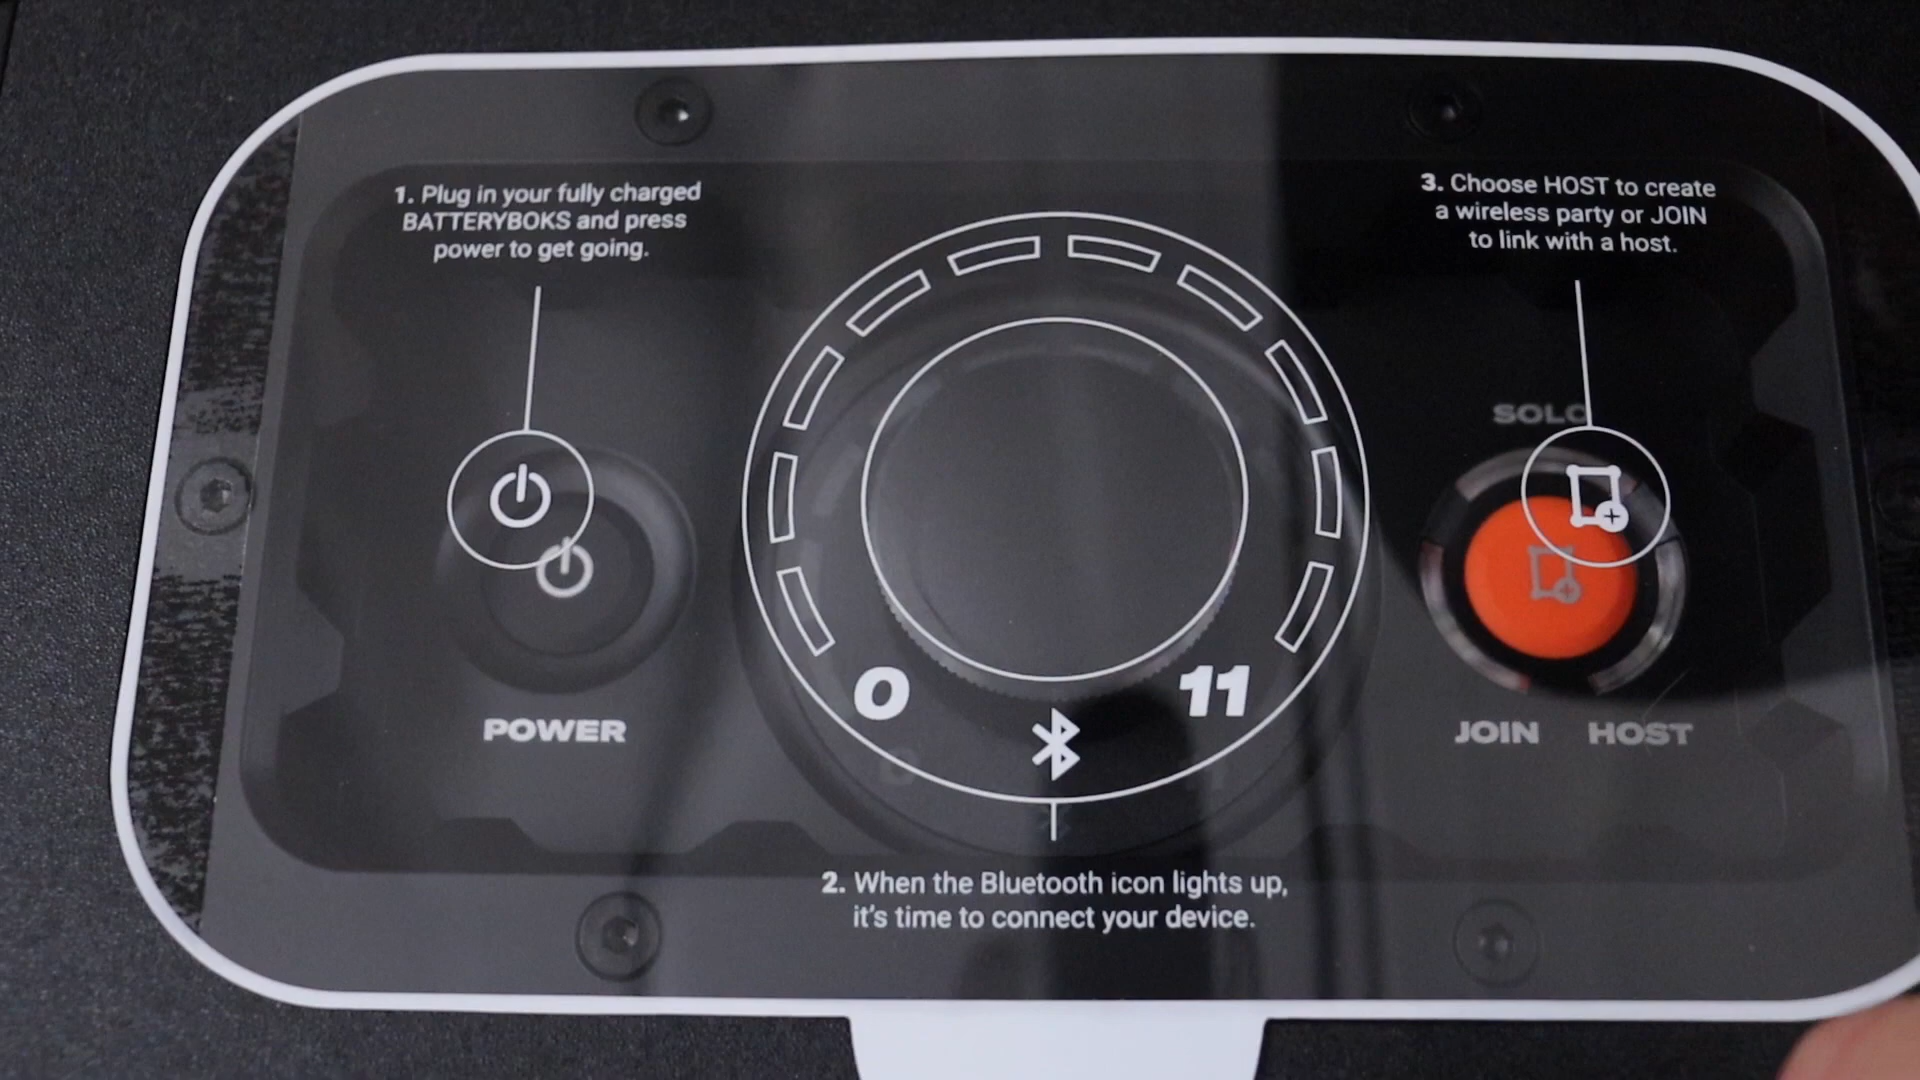 1. Plug in your fully charged
BATTERYBOKS and press
power to get going.
3. Choose HOST to create
a wireless party or JOIN
to link with a host.
SOLO
0
11
POWER
JOIN
HOST
2. When the Bluetooth icon lights up,
it's time to connect your device.